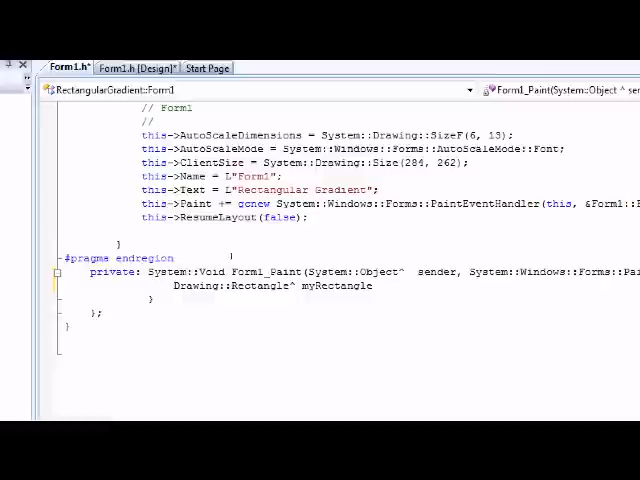 Form1.h* Form1.h [Design]* Start Page
RectangularGradient::Form1 Form1_Paint(System::Object ^ ser
// Form1
//
this->AutoScaleDimensions = System::Drawing::SizeF(6, 13);
this->AutoScaleMode = System::Windows::Forms::AutoScaleMode::Font;
this->ClientSize = System::Drawing::Size(284, 262);
this->Name = L"Form1";
this->Text = L"Rectangular Gradient";
this->Paint += gcnew System::Windows::Forms::PaintEventHandler(this, &Form1::F
this->ResumeLayout(false);
}
#pragma endregion
private: System::Void Form1_Paint(System::Object^ sender, System::Windows::Forms::Pai
Drawing::Rectangle^ myRectangle
}
};
}